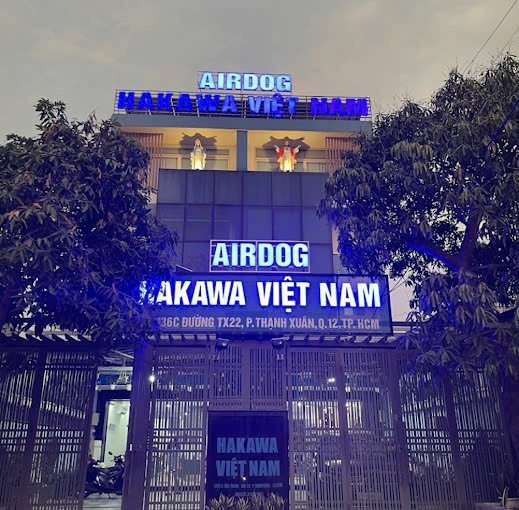 AIRDOG
HAKAWA VIỆT NAM
AIRDOG
HAKAWA VIỆT NAM
36C ĐƯỜNG TX22, P.THẠNH XUÂN, Q.12, TP. HCM
HAKAWA
VIỆT NAM